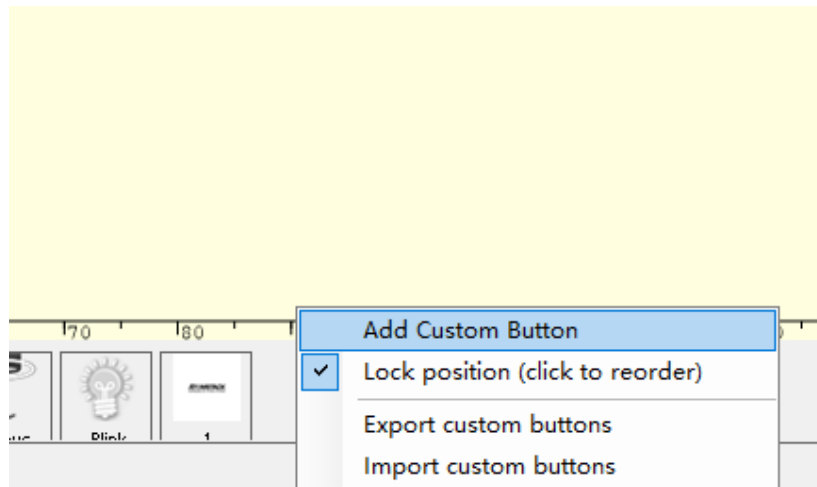 70 80
Add Custom Button
Lock position (click to reorder)
Blink 1
Export custom buttons
Import custom buttons